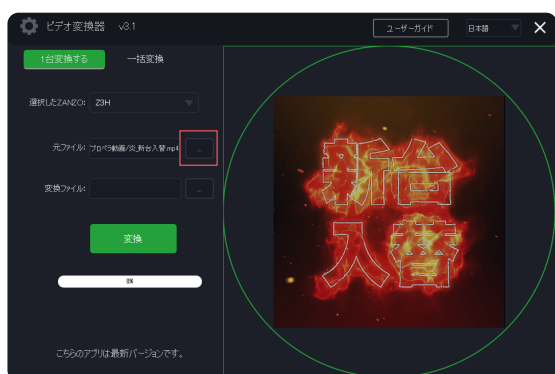 ビデオ変換器 v3.1
ユーザーガイド
日本語
1台変換する
一括変換
選択したZANZO: Z3H
元ファイル: プロペラ動画/炎_新台入替.mp4
...
変換ファイル:
...
変換
0%
こちらのアプリは最新バージョンです。
新台
入替